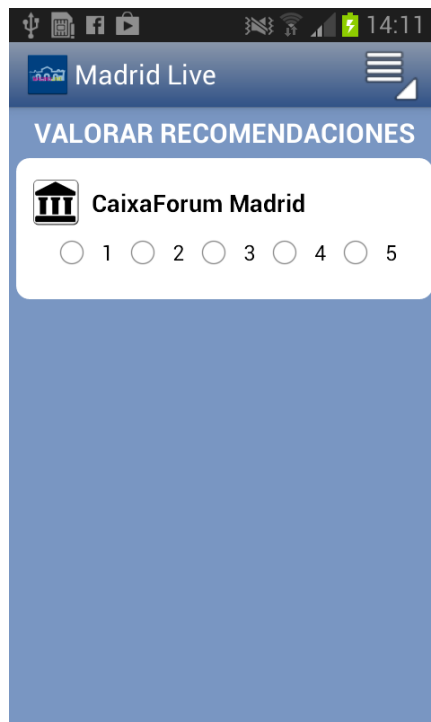 14:11
Madrid Live
VALORAR RECOMENDACIONES
CaixaForum Madrid
1 2 3 4 5